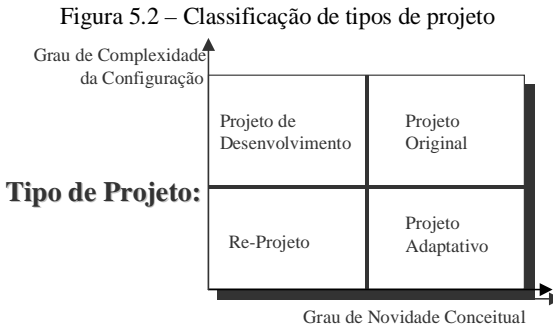 Figura 5.2 – Classificação de tipos de projeto
Grau de Complexidade
da Configuração
Projeto de
Desenvolvimento
Projeto
Original
Tipo de Projeto:
Re-Projeto
Projeto
Adaptativo
Grau de Novidade Conceitual